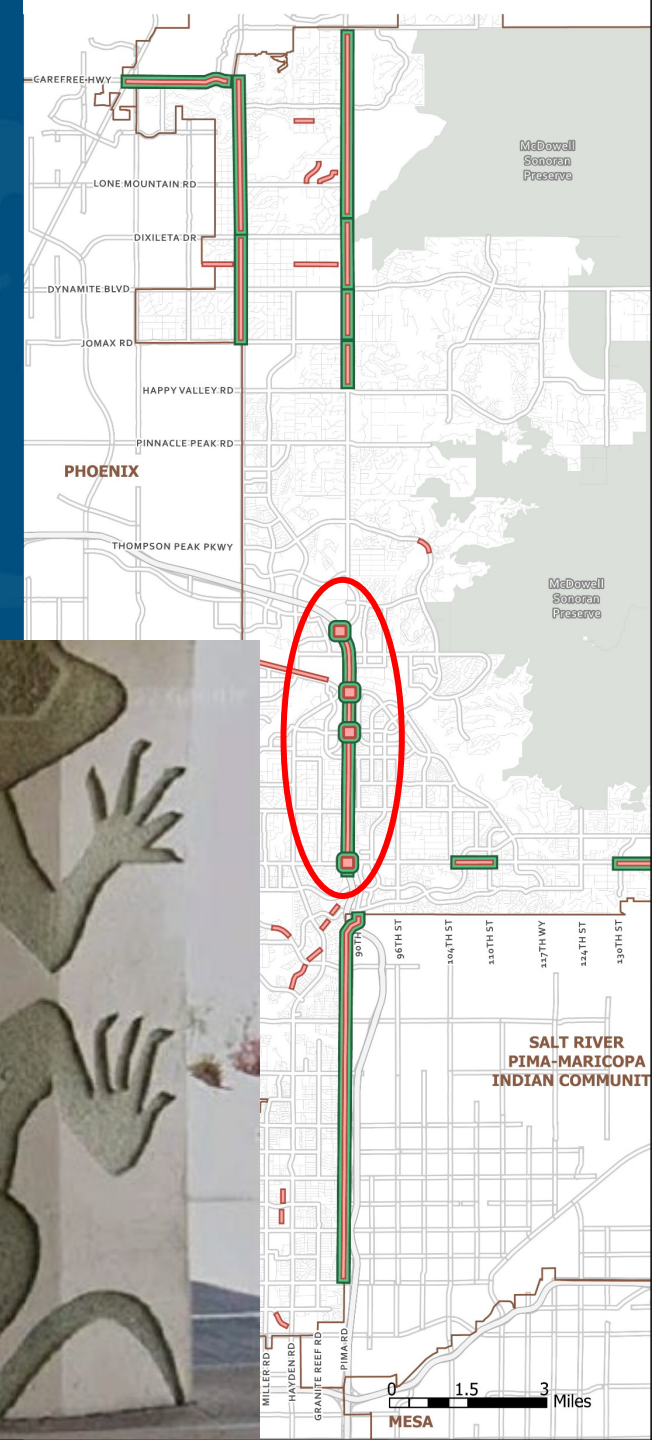 CAREFREE HWY
McDowell
Sonoran
Preserve
LONE MOUNTAIN RD
DIXILETA DR
DYNAMITE BLVD
JOMAX RD
HAPPY VALLEY RD
PINNACLE PEAK RD
PHOENIX
THOMPSON PEAK PKWY
McDowell
Sonoran
Preserve
90TH
96TH ST
104TH ST
110TH ST
117TH WY
124TH ST
130TH ST
SALT RIVER
PIMA-MARICOPA
INDIAN COMMUNIT
MILLER RD
HAYDEN RD
GRANITE REEF RD
PIMA RD
0 1.5 3
Miles
MESA